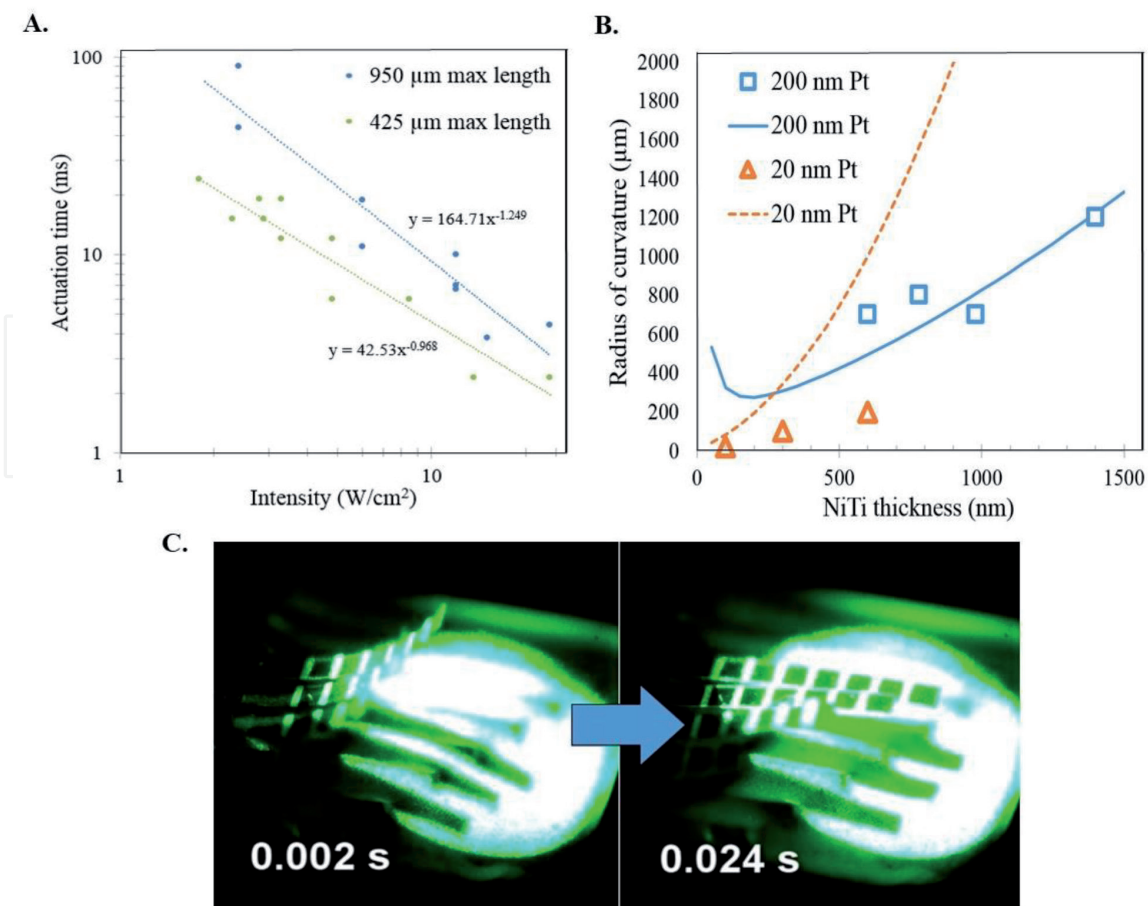 A.
100
10
1
1
10
Actuation time (ms)
Intensity (W/cm²)
950 µm max length
425 µm max length
y = 164.71x^-1.249
y = 42.53x^-0.968
B.
2000
1800
1600
1400
1200
1000
800
600
400
200
0
0
500
1000
1500
Radius of curvature (µm)
NiTi thickness (nm)
200 nm Pt
200 nm Pt
20 nm Pt
20 nm Pt
C.
0.002 s
0.024 s